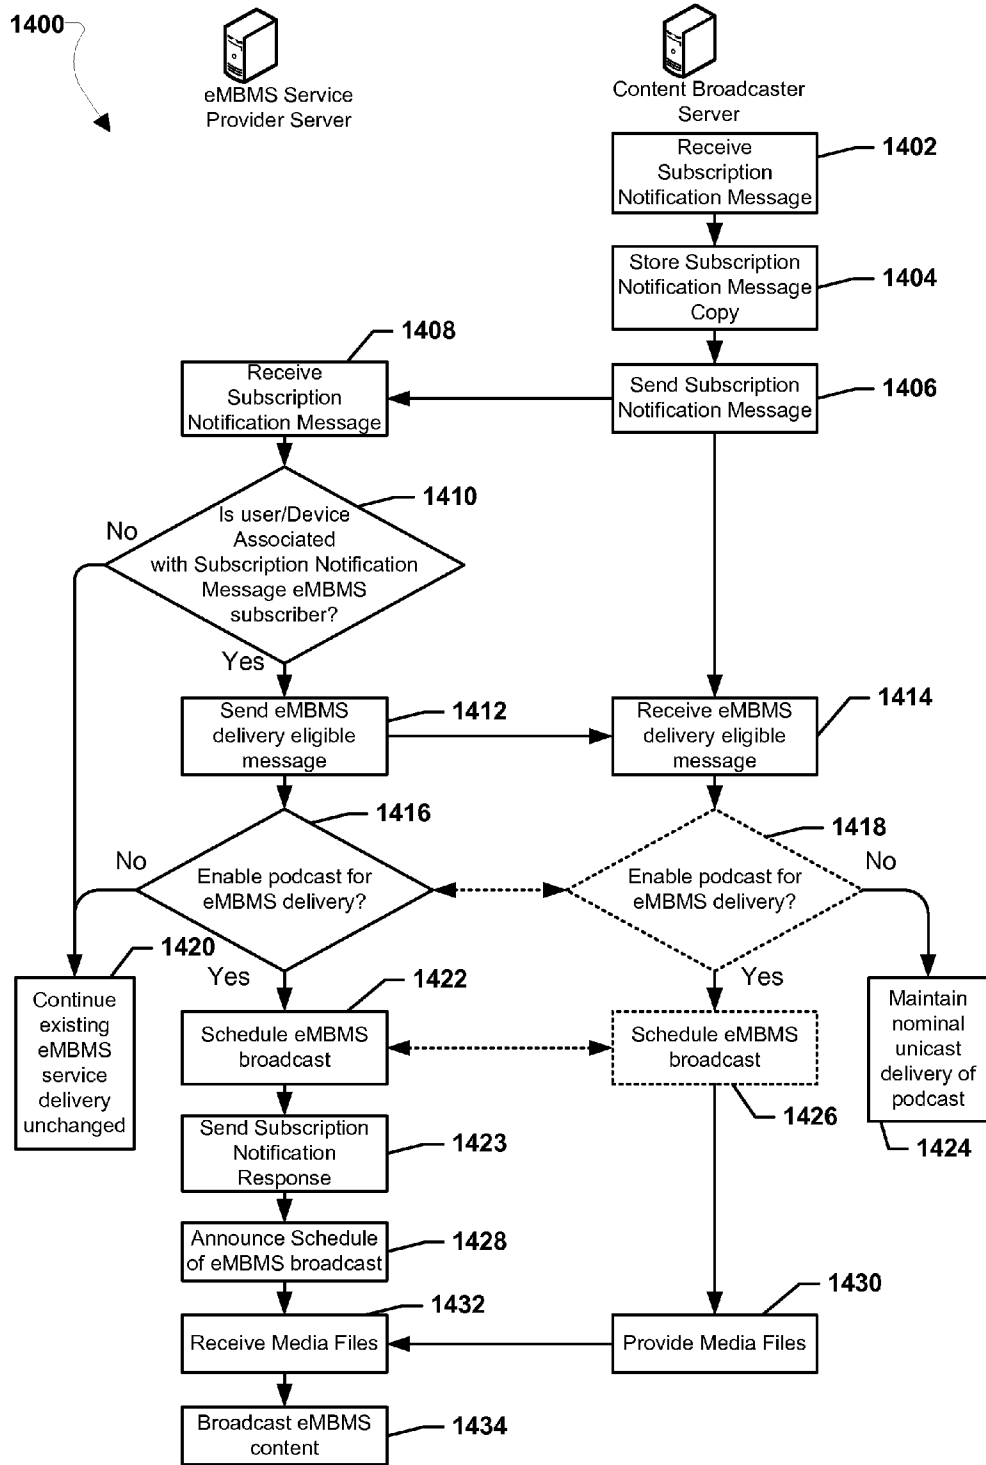 1400
eMBMS Service
Provider Server
Content Broadcaster
Server
Receive
Subscription
Notification Message
1402
Store Subscription
Notification Message
Copy
1404
1408
Receive
Subscription
Notification Message
Send Subscription
Notification Message
1406
1410
No
Is user/Device
Associated
with Subscription Notification
Message eMBMS
subscriber?
Yes
Send eMBMS
delivery eligible
message
1412
Receive eMBMS
delivery eligible
message
1414
1416
No
Enable podcast for
eMBMS delivery?
Yes
1418
No
Enable podcast for
eMBMS delivery?
Yes
1420
Continue
existing
eMBMS
service
delivery
unchanged
1422
Schedule eMBMS
broadcast
Schedule eMBMS
broadcast
1426
Maintain
nominal
unicast
delivery of
podcast
1424
Send Subscription
Notification
Response
1423
Announce Schedule
of eMBMS broadcast
1428
1432
Receive Media Files
1430
Provide Media Files
Broadcast eMBMS
content
1434